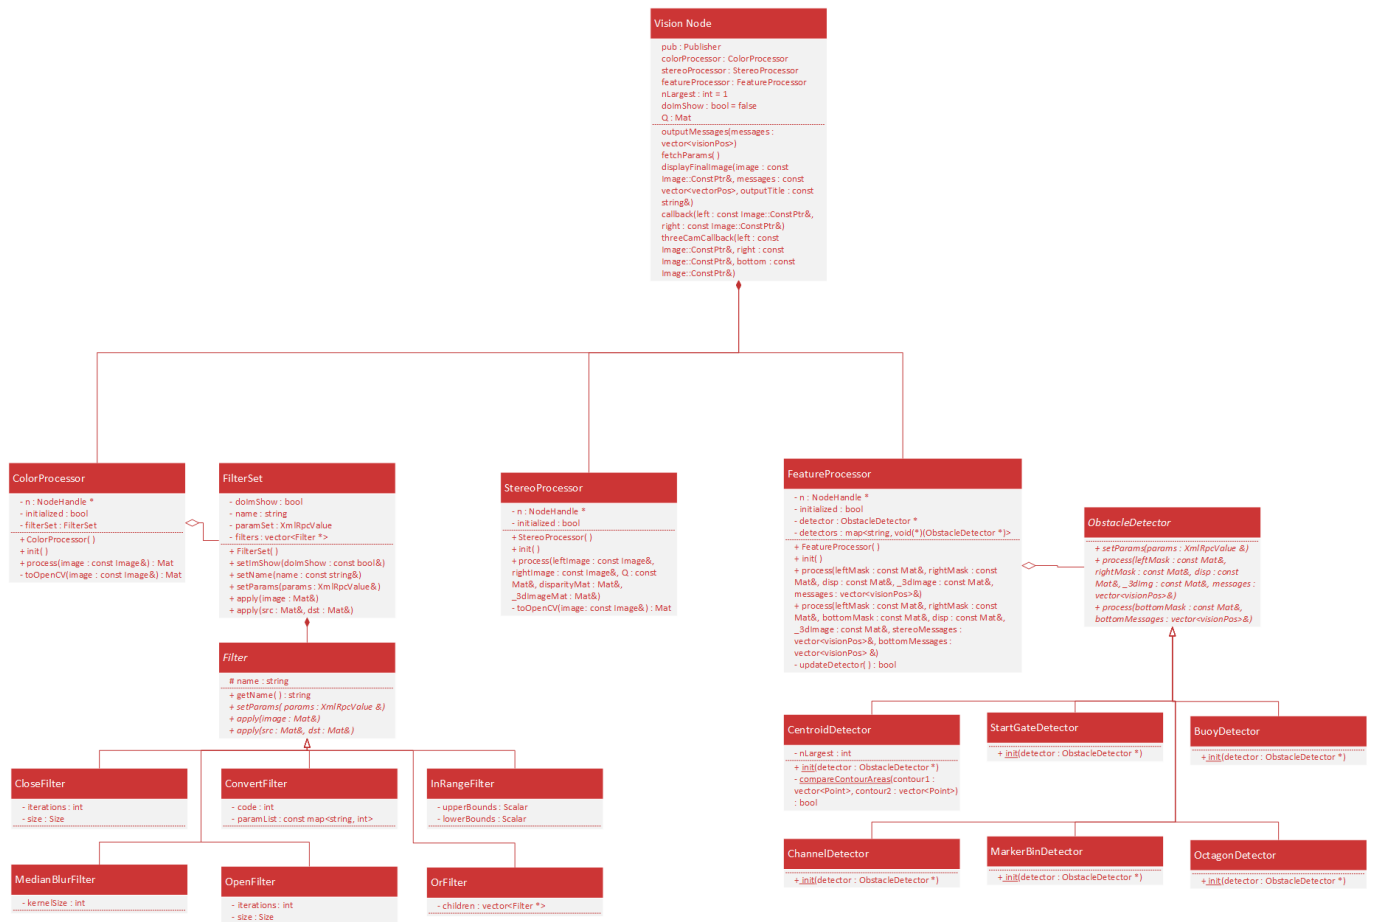 Vision Node
pub : Publisher
colorProcessor : ColorProcessor
stereoProcessor : StereoProcessor
featureProcessor : FeatureProcessor
nLargest : int = 1
doImShow : bool = false
Q : Mat
outputMessages(messages :
vector<visionPos>)
fetchParams( )
displayFinalImage(image : const
Image::ConstPtr&, messages : const
vector<vectorPos>, outputTitle : const
string&)
callback(left : const Image::ConstPtr&,
right : const Image::ConstPtr&)
threeCamCallback(left : const
Image::ConstPtr&, right : const
Image::ConstPtr&, bottom : const
Image::ConstPtr&)
ColorProcessor
- n : NodeHandle *
- initialized : bool
- filterSet : FilterSet
+ ColorProcessor( )
+ init( )
+ process(image : const Image&) : Mat
- toOpenCV(image : const Image&) : Mat
FilterSet
- doImShow : bool
- name : string
- paramSet : XmlRpcValue
- filters : vector<Filter *>
+ FilterSet( )
+ setImShow(doImShow : const bool&)
+ setName(name : const string&)
+ setParams(params : XmlRpcValue&)
+ apply(image : Mat&)
+ apply(src : Mat&, dst : Mat&)
StereoProcessor
- n : NodeHandle *
- initialized : bool
+ StereoProcessor( )
+ init( )
+ process(leftImage : const Image&,
rightImage : const Image&, Q : const
Mat&, disparityMat : Mat&,
_3dImageMat : Mat&)
- toOpenCV(image: const Image&) : Mat
FeatureProcessor
- n : NodeHandle *
- initialized : bool
- detector : ObstacleDetector *
- detectors : map<string, void(*)(ObstacleDetector *)>
+ FeatureProcessor( )
+ init( )
+ process(leftMask : const Mat&, rightMask : const
Mat&, disp : const Mat&, _3dImage : const Mat&,
messages : vector<visionPos>&)
+ process(leftMask : const Mat&, rightMask : const
Mat&, bottomMask : const Mat&, disp : const Mat&,
_3dImage : const Mat&, stereoMessages :
vector<visionPos>&, bottomMessages :
vector<visionPos> &)
- updateDetector( ) : bool
ObstacleDetector
+ setParams(params : XmlRpcValue &)
+ process(leftMask : const Mat&,
rightMask : const Mat&, disp : const
Mat&, _3dImg : const Mat&, messages :
vector<visionPos>&)
+ process(bottomMask : const Mat&,
bottomMessages : vector<visionPos>&)
Filter
# name : string
+ getName( ) : string
+ setParams( params : XmlRpcValue &)
+ apply(image : Mat&)
+ apply(src : Mat&, dst : Mat&)
CloseFilter
- iterations : int
- size : Size
ConvertFilter
- code : int
- paramList : const map<string, int>
InRangeFilter
- upperBounds : Scalar
- lowerBounds : Scalar
MedianBlurFilter
- kernelSize : int
OpenFilter
- iterations : int
- size : Size
OrFilter
- children : vector<Filter *>
CentroidDetector
- nLargest : int
+ init(detector : ObstacleDetector *)
- compareContourAreas(contour1 :
vector<Point>, contour2 : vector<Point>)
: bool
StartGateDetector
+ init(detector : ObstacleDetector *)
BuoyDetector
+ init(detector : ObstacleDetector *)
ChannelDetector
+ init(detector : ObstacleDetector *)
MarkerBinDetector
+ init(detector : ObstacleDetector *)
OctagonDetector
+ init(detector : ObstacleDetector *)